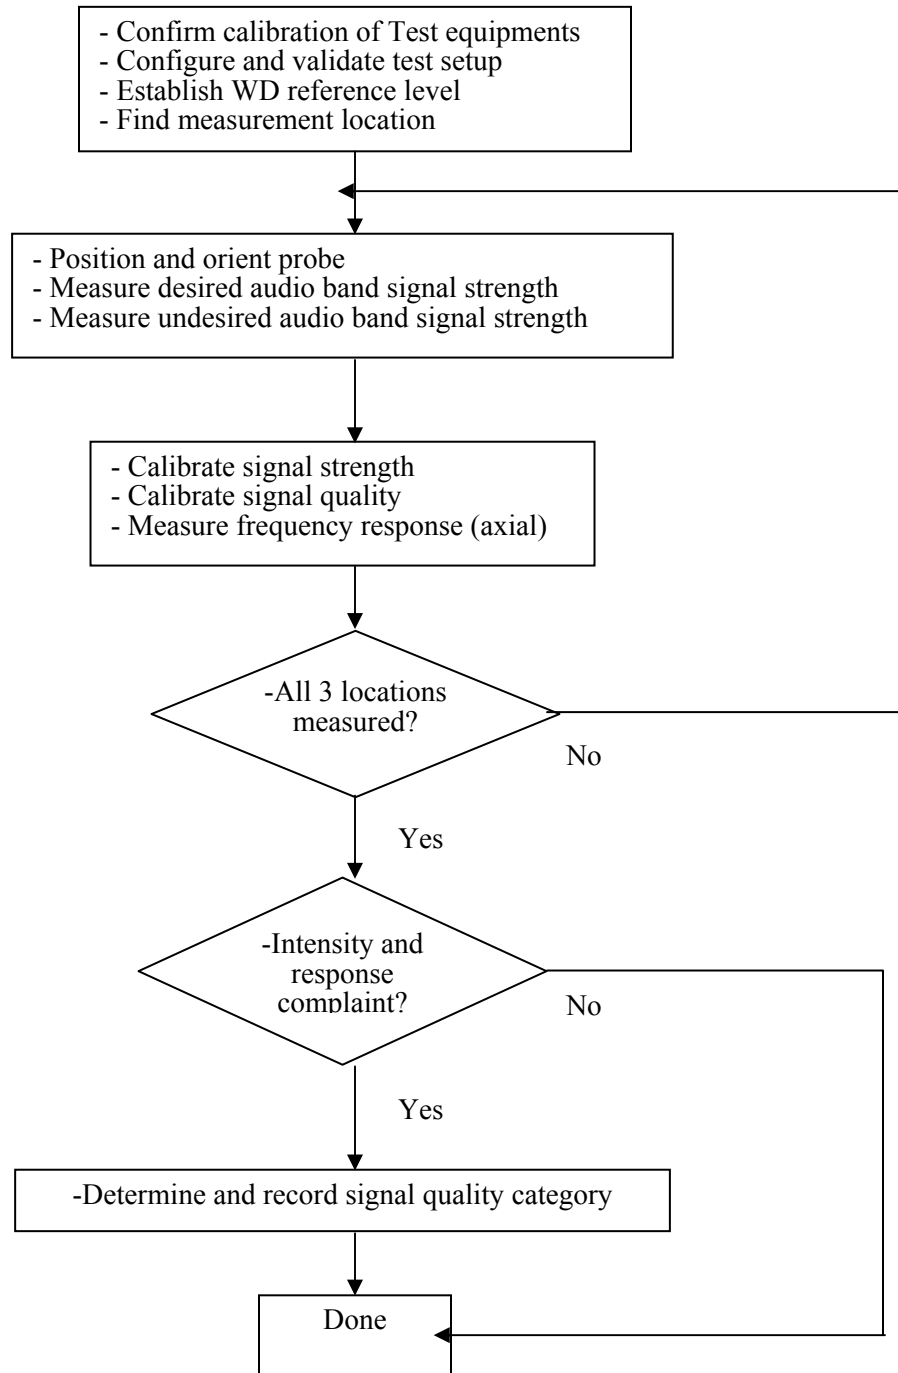 - Confirm calibration of Test equipments
- Configure and validate test setup
- Establish WD reference level
- Find measurement location
- Position and orient probe
- Measure desired audio band signal strength
- Measure undesired audio band signal strength
- Calibrate signal strength
- Calibrate signal quality
- Measure frequency response (axial)
-All 3 locations
measured?
No
Yes
-Intensity and
response
complaint?
No
Yes
-Determine and record signal quality category
Done